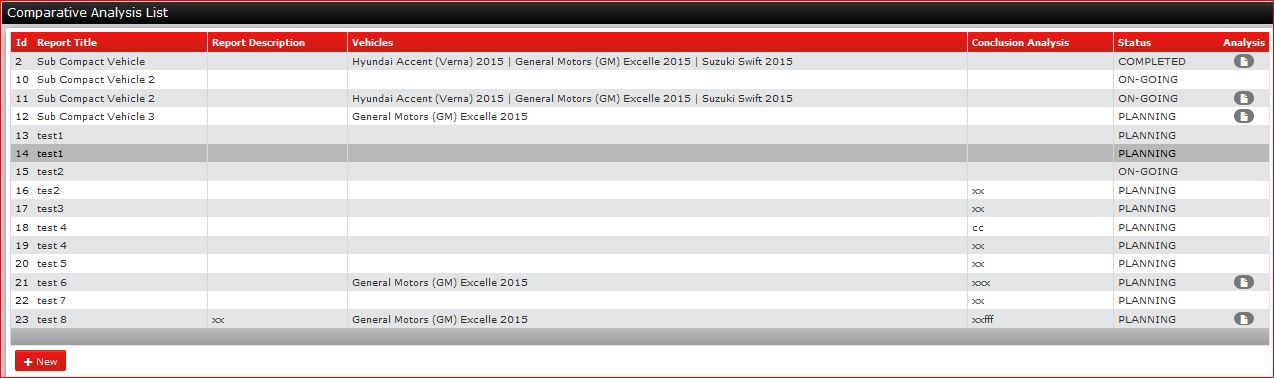 Comparative Analysis List
Id Report Title Report Description Vehicles Conclusion Analysis Status Analysis
2 Sub Compact Vehicle Hyundai Accent (Verna) 2015 | General Motors (GM) Excelle 2015 | Suzuki Swift 2015 COMPLETED
10 Sub Compact Vehicle 2 ON-GOING
11 Sub Compact Vehicle 2 Hyundai Accent (Verna) 2015 | General Motors (GM) Excelle 2015 | Suzuki Swift 2015 ON-GOING
12 Sub Compact Vehicle 3 General Motors (GM) Excelle 2015 PLANNING
13 test1 PLANNING
14 test1 PLANNING
15 test2 ON-GOING
16 tes2 xx PLANNING
17 test3 xx PLANNING
18 test 4 cc PLANNING
19 test 4 xx PLANNING
20 test 5 xx PLANNING
21 test 6 General Motors (GM) Excelle 2015 xxx PLANNING
22 test 7 xx PLANNING
23 test 8 xx General Motors (GM) Excelle 2015 xxfff PLANNING
+ New